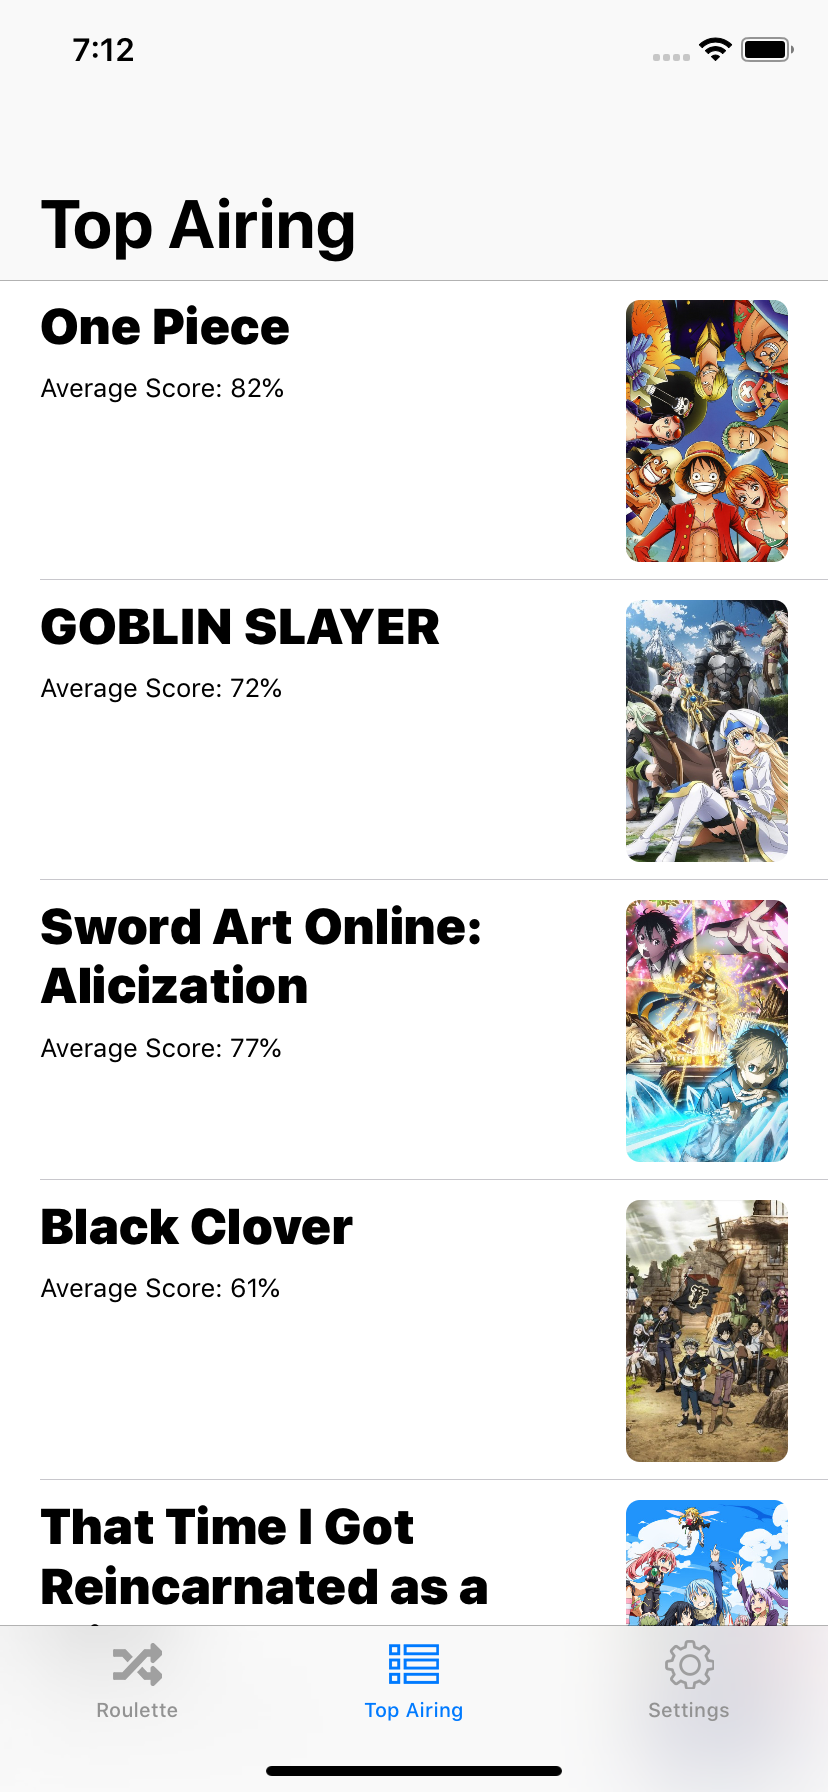 7:12
Top Airing
One Piece
Average Score: 82%
GOBLIN SLAYER
Average Score: 72%
Sword Art Online:
Alicization
Average Score: 77%
Black Clover
Average Score: 61%
That Time I Got
Reincarnated as a
Roulette
Top Airing
Settings